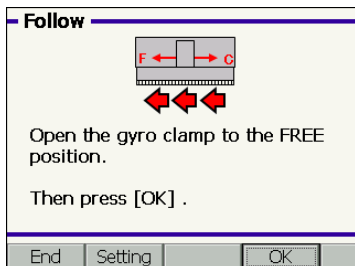 Follow
F C
Open the gyro clamp to the FREE
position.
Then press [OK] .
End Setting OK